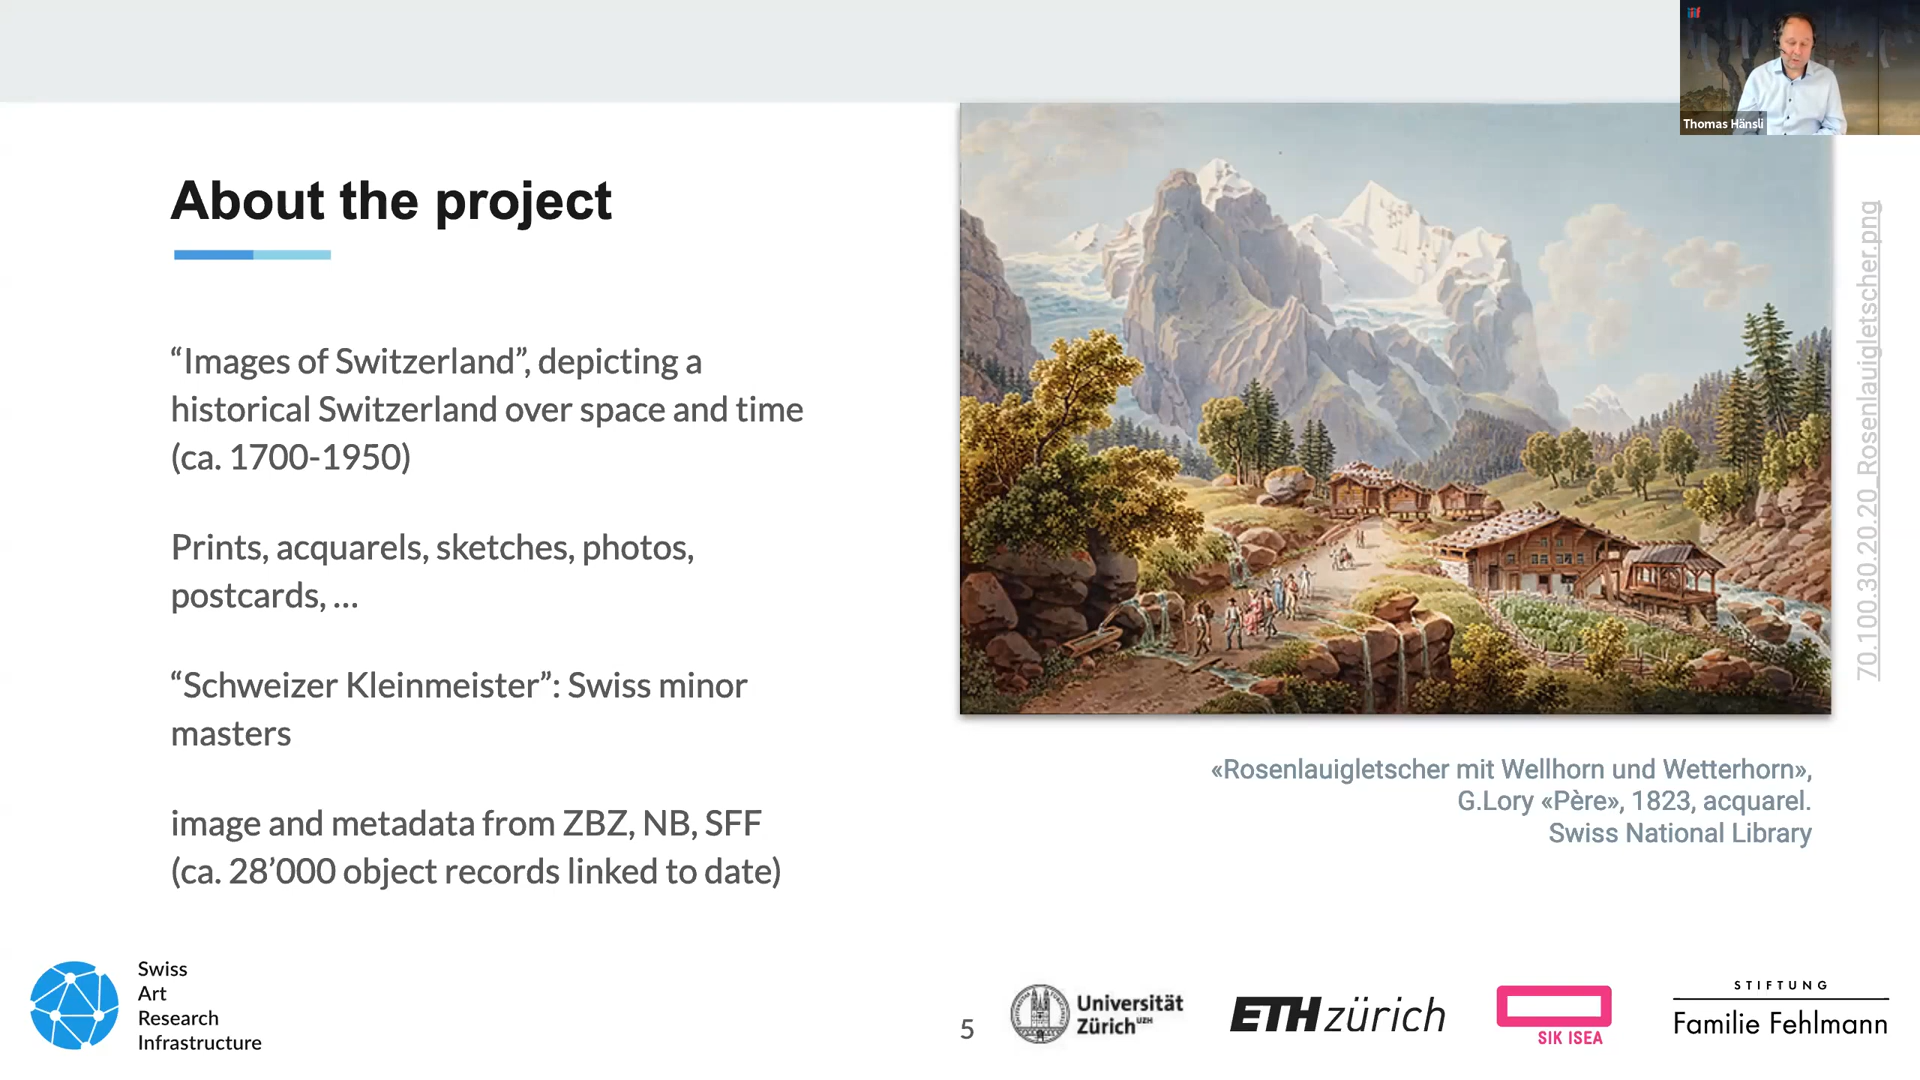 Thomas Hänsli
About the project
“Images of Switzerland”, depicting a
historical Switzerland over space and time
(ca. 1700-1950)
Prints, acquarels, sketches, photos,
postcards, ...
“Schweizer Kleinmeister”: Swiss minor
masters
image and metadata from ZBZ, NB, SFF
(ca. 28’000 object records linked to date)
70.100.30.20.20_Rosenlauigletscher.png
«Rosenlauigletscher mit Wellhorn und Wetterhorn»,
G.Lory «Père», 1823, acquarel.
Swiss National Library
Swiss
Art
Research
Infrastructure
5
Universität
Zürich UZH
ETH zürich
SIK ISEA
STIFTUNG
Familie Fehlmann